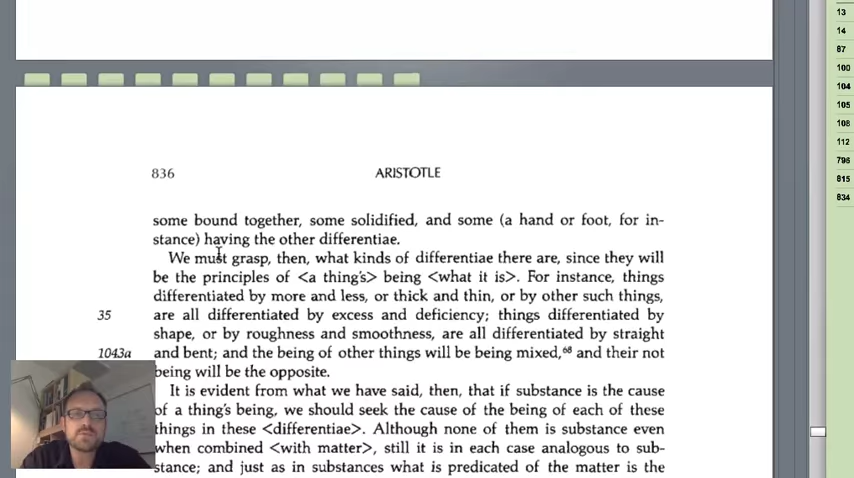 836
ARISTOTLE
some bound together, some solidified, and some (a hand or foot, for in-
stance) having the other differentiae.
We must grasp, then, what kinds of differentiae there are, since they will
be the principles of <a thing's> being <what it is>. For instance, things
differentiated by more and less, or thick and thin, or by other such things,
35 are all differentiated by excess and deficiency; things differentiated by
shape, or by roughness and smoothness, are all differentiated by straight
1043a and bent; and the being of other things will be being mixed,⁶⁸ and their not
being will be the opposite.
It is evident from what we have said, then, that if substance is the cause
of a thing's being, we should seek the cause of the being of each of these
things in these <differentiae>. Although none of them is substance even
when combined <with matter>, still it is in each case analogous to sub-
stance; and just as in substances what is predicated of the matter is the
13
14
67
100
104
105
108
112
796
815
834